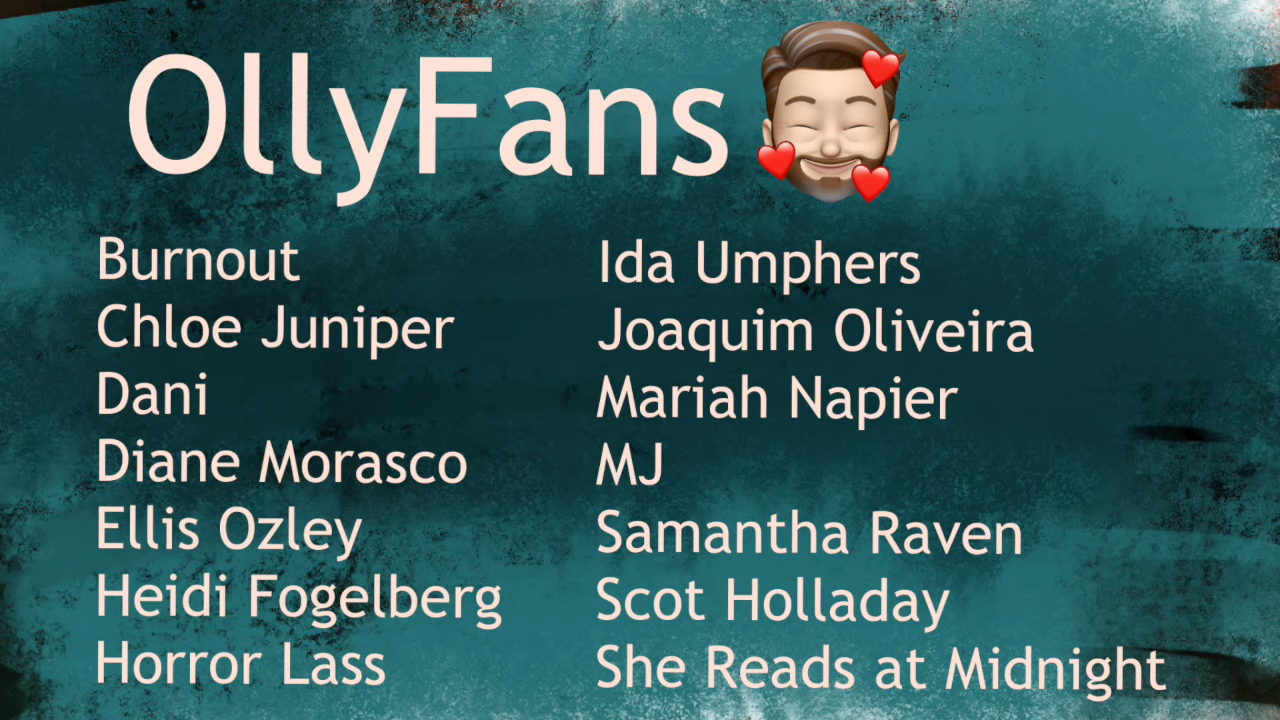 OllyFans
Burnout
Chloe Juniper
Dani
Diane Morasco
Ellis Ozley
Heidi Fogelberg
Horror Lass
Ida Umphers
Joaquim Oliveira
Mariah Napier
MJ
Samantha Raven
Scot Holladay
She Reads at Midnight